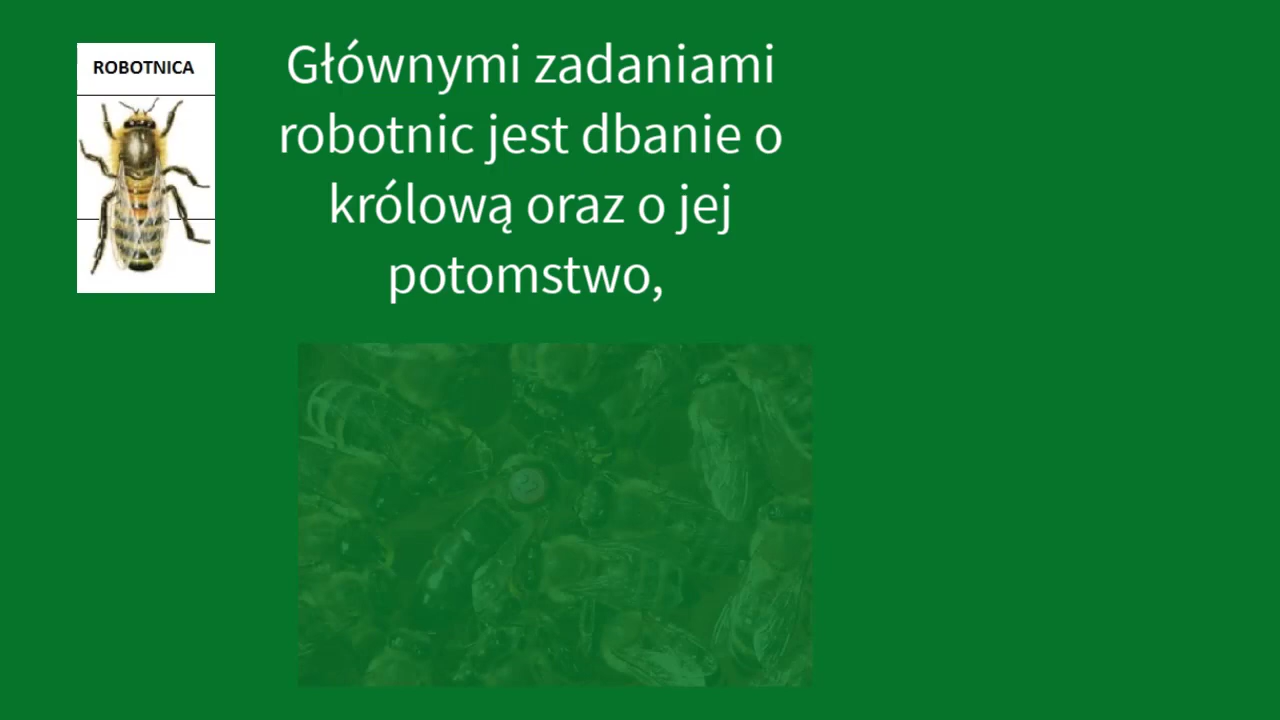 ROBOTNICA
Głównymi zadaniami
robotnic jest dbanie o
królową oraz o jej
potomstwo,